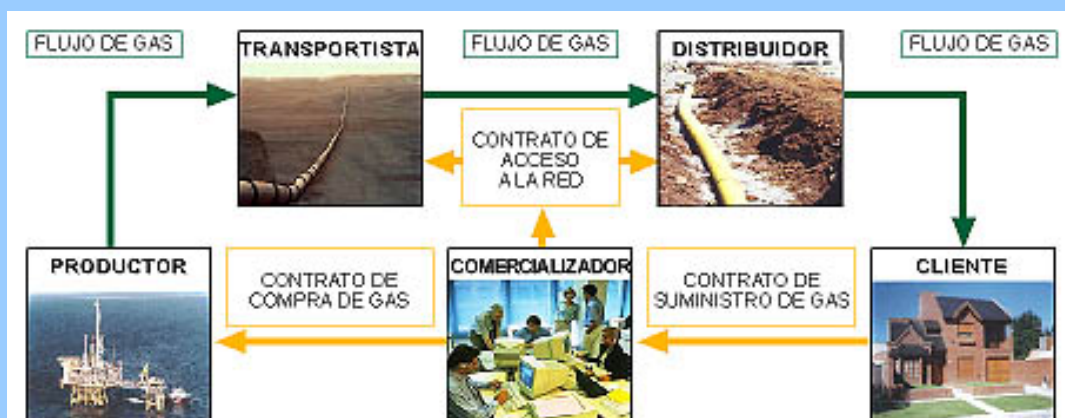 FLUJO DE GAS
TRANSPORTISTA
FLUJO DE GAS
DISTRIBUIDOR
FLUJO DE GAS
CONTRATO DE
ACCESO
A LA RED
PRODUCTOR
CONTRATO DE
COMPRA DE GAS
COMERCIALIZADOR
CONTRATO DE
SUMINISTRO DE GAS
CLIENTE